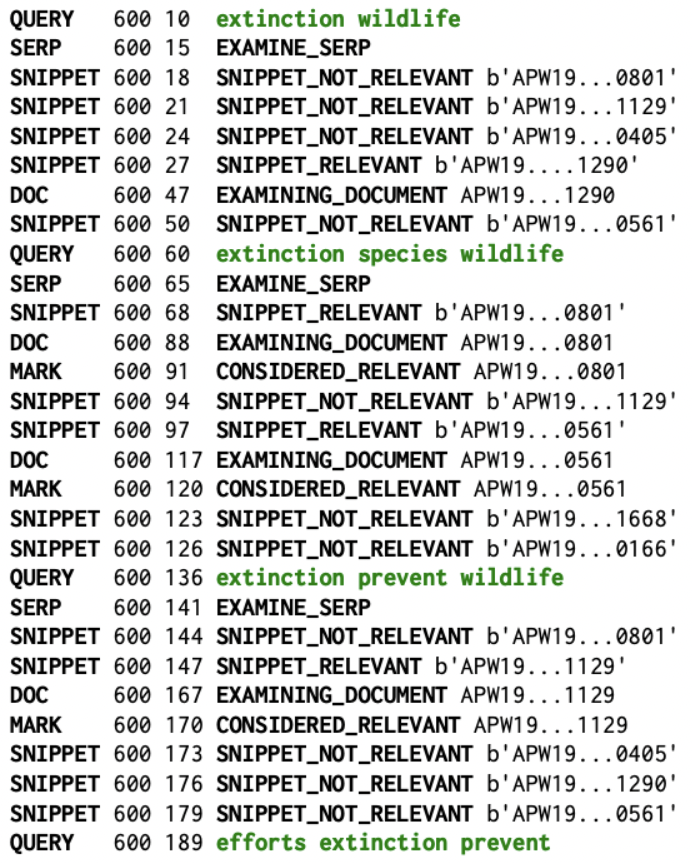 QUERY 600 10 extinction wildlife
SERP 600 15 EXAMINE_SERP
SNIPPET 600 18 SNIPPET_NOT_RELEVANT b'APW19...0801'
SNIPPET 600 21 SNIPPET_NOT_RELEVANT b'APW19...1129'
SNIPPET 600 24 SNIPPET_NOT_RELEVANT b'APW19...0405'
SNIPPET 600 27 SNIPPET_RELEVANT b'APW19....1290'
DOC 600 47 EXAMINING_DOCUMENT APW19...1290
SNIPPET 600 50 SNIPPET_NOT_RELEVANT b'APW19...0561'
QUERY 600 60 extinction species wildlife
SERP 600 65 EXAMINE_SERP
SNIPPET 600 68 SNIPPET_RELEVANT b'APW19...0801'
DOC 600 88 EXAMINING_DOCUMENT APW19...0801
MARK 600 91 CONSIDERED_RELEVANT APW19...0801
SNIPPET 600 94 SNIPPET_NOT_RELEVANT b'APW19...1129'
SNIPPET 600 97 SNIPPET_RELEVANT b'APW19...0561'
DOC 600 117 EXAMINING_DOCUMENT APW19...0561
MARK 600 120 CONSIDERED_RELEVANT APW19...0561
SNIPPET 600 123 SNIPPET_NOT_RELEVANT b'APW19...1668'
SNIPPET 600 126 SNIPPET_NOT_RELEVANT b'APW19...0166'
QUERY 600 136 extinction prevent wildlife
SERP 600 141 EXAMINE_SERP
SNIPPET 600 144 SNIPPET_NOT_RELEVANT b'APW19...0801'
SNIPPET 600 147 SNIPPET_RELEVANT b'APW19...1129'
DOC 600 167 EXAMINING_DOCUMENT APW19...1129
MARK 600 170 CONSIDERED_RELEVANT APW19...1129
SNIPPET 600 173 SNIPPET_NOT_RELEVANT b'APW19...0405'
SNIPPET 600 176 SNIPPET_NOT_RELEVANT b'APW19...1290'
SNIPPET 600 179 SNIPPET_NOT_RELEVANT b'APW19...0561'
QUERY 600 189 efforts extinction prevent